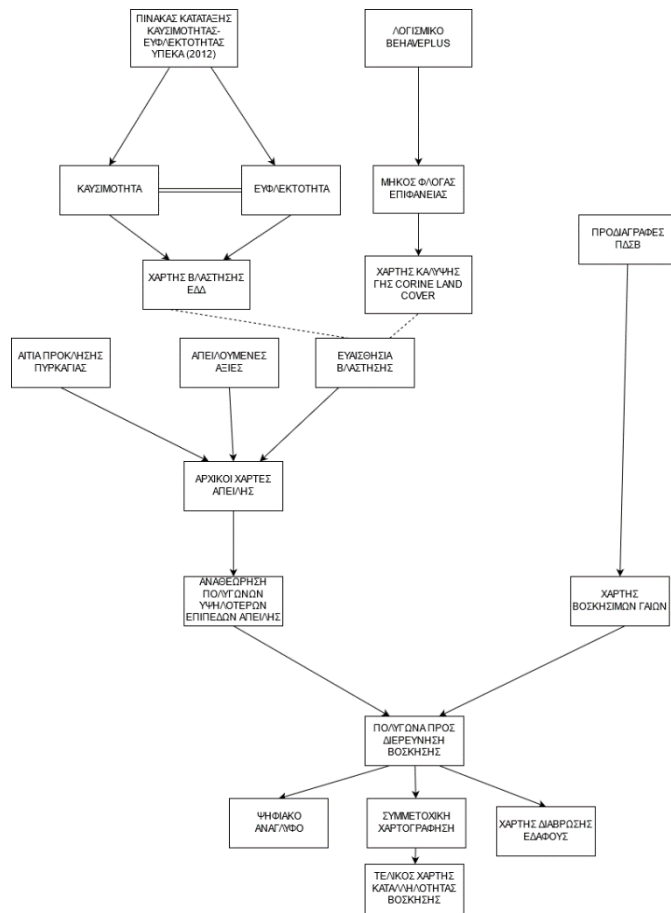 ΠΙΝΑΚΑΣ ΚΑΤΑΤΑΞΗΣ
ΚΑΥΣΙΜΟΤΗΤΑΣ-
ΕΥΦΛΕΚΤΟΤΗΤΑΣ
ΥΠΕΚΑ (2012)
ΛΟΓΙΣΜΙΚΟ
BEHAVEPLUS
ΚΑΥΣΙΜΟΤΗΤΑ
ΕΥΦΛΕΚΤΟΤΗΤΑ
ΜΗΚΟΣ ΦΛΟΓΑΣ
ΕΠΙΦΑΝΕΙΑΣ
ΠΡΟΔΙΑΓΡΑΦΕΣ
ΠΔΣΒ
ΧΑΡΤΗΣ ΒΛΑΣΤΗΣΗΣ
ΕΔΔ
ΧΑΡΤΗΣ ΚΑΛΥΨΗΣ
ΓΗΣ CORINE LAND
COVER
ΑΙΤΙΑ ΠΡΟΚΛΗΣΗΣ
ΠΥΡΚΑΓΙΑΣ
ΑΠΕΙΛΟΥΜΕΝΕΣ
ΑΞΙΕΣ
ΕΥΑΙΣΘΗΣΙΑ
ΒΛΑΣΤΗΣΗΣ
ΑΡΧΙΚΟΙ ΧΑΡΤΕΣ
ΑΠΕΙΛΗΣ
ΑΝΑΘΕΩΡΗΣΗ
ΠΟΛΥΓΩΝΩΝ
ΥΨΗΛΟΤΕΡΩΝ
ΕΠΙΠΕΔΩΝ ΑΠΕΙΛΗΣ
ΧΑΡΤΗΣ
ΒΟΣΚΗΣΙΜΩΝ ΓΑΙΩΝ
ΠΟΛΥΓΩΝΑ ΠΡΟΣ
ΔΙΕΡΕΥΝΗΣΗ
ΒΟΣΚΗΣΗΣ
ΨΗΦΙΑΚΟ
ΑΝΑΓΛΥΦΟ
ΣΥΜΜΕΤΟΧΙΚΗ
ΧΑΡΤΟΓΡΑΦΗΣΗ
ΧΑΡΤΗΣ ΔΙΑΒΡΩΣΗΣ
ΕΔΑΦΟΥΣ
ΤΕΛΙΚΟΣ ΧΑΡΤΗΣ
ΚΑΤΑΛΛΗΛΟΤΗΤΑΣ
ΒΟΣΚΗΣΗΣ